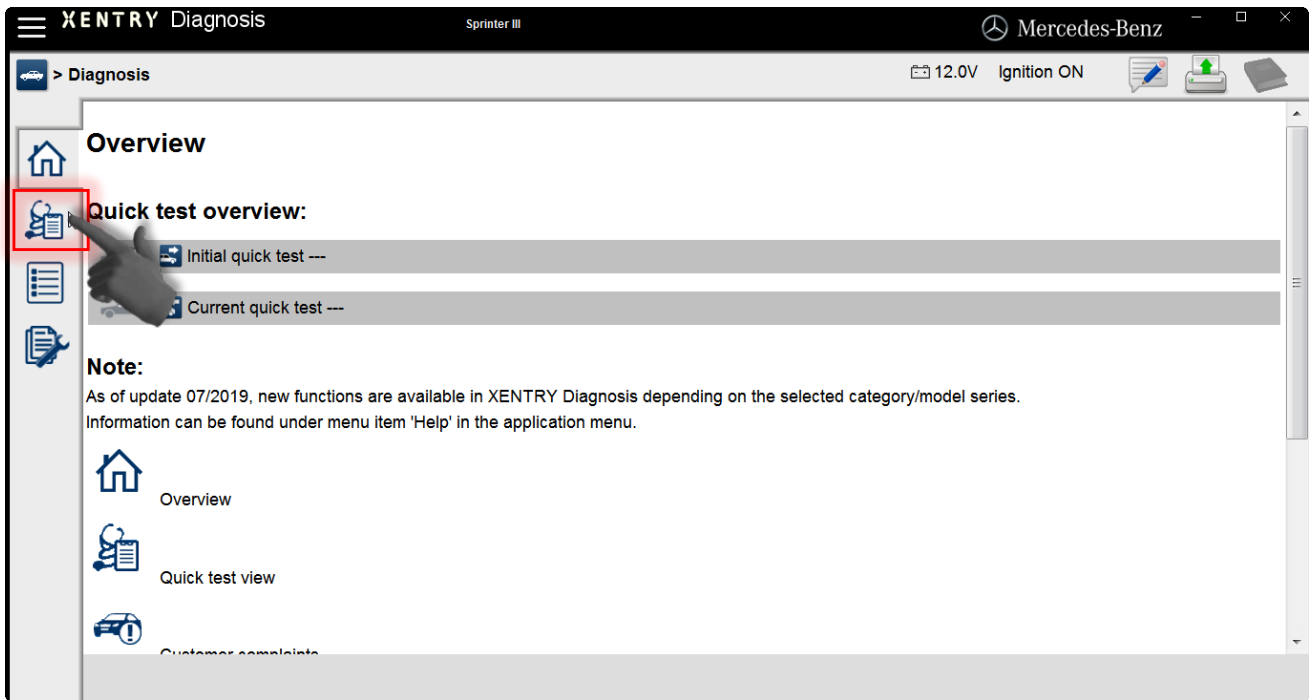 XENTRY Diagnosis
Sprinter III
Mercedes-Benz
> Diagnosis
12.0V
Ignition ON
Overview
Quick test overview:
Initial quick test ---
Current quick test ---
Note:
As of update 07/2019, new functions are available in XENTRY Diagnosis depending on the selected category/model series.
Information can be found under menu item 'Help' in the application menu.
Overview
Quick test view
Customer complaints